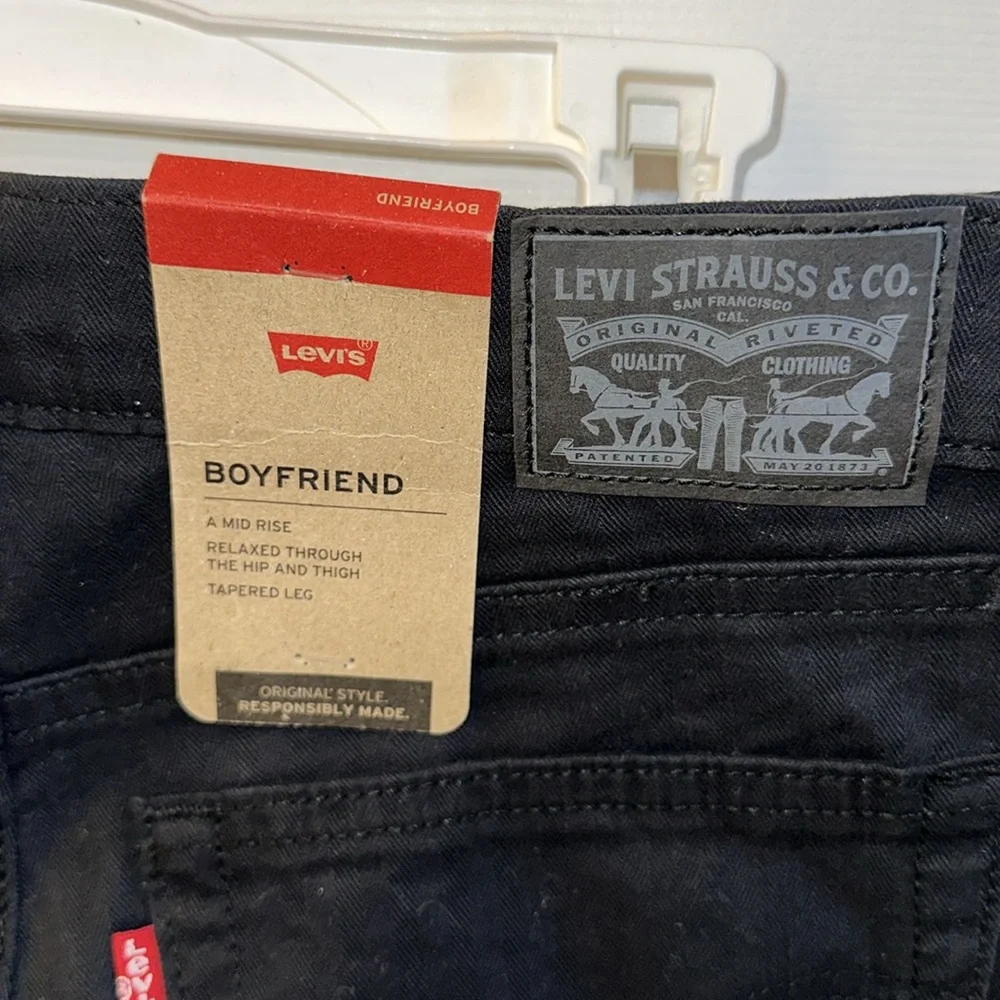 BOYFRIEND
LEVI'S®
BOYFRIEND
A MID RISE
RELAXED THROUGH
THE HIP AND THIGH
TAPERED LEG
ORIGINAL STYLE.
RESPONSIBLY MADE.
LEVI STRAUSS & CO.
SAN FRANCISCO
CAL.
ORIGINAL RIVETED
QUALITY CLOTHING
PATENTED MAY 20 1873
Levi